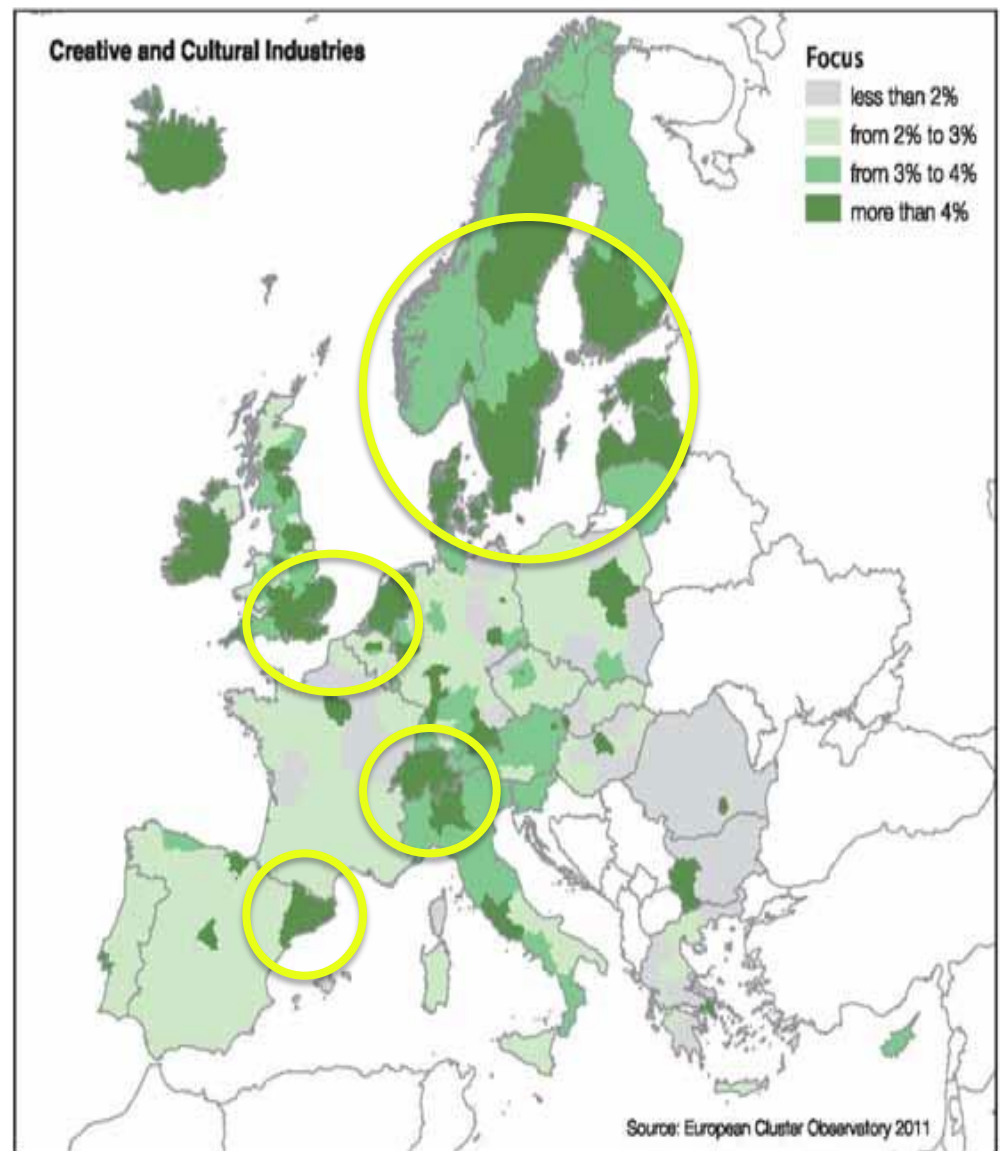 Creative and Cultural Industries
Focus
less than 2%
from 2% to 3%
from 3% to 4%
more than 4%
Source: European Cluster Observatory 2011